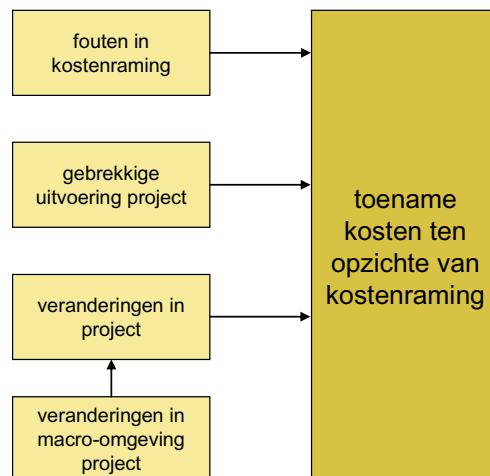 fouten in
kostenraming
gebrekkige
uitvoering project
veranderingen in
project
veranderingen in
macro-omgeving
project
toename
kosten ten
opzichte van
kostenraming